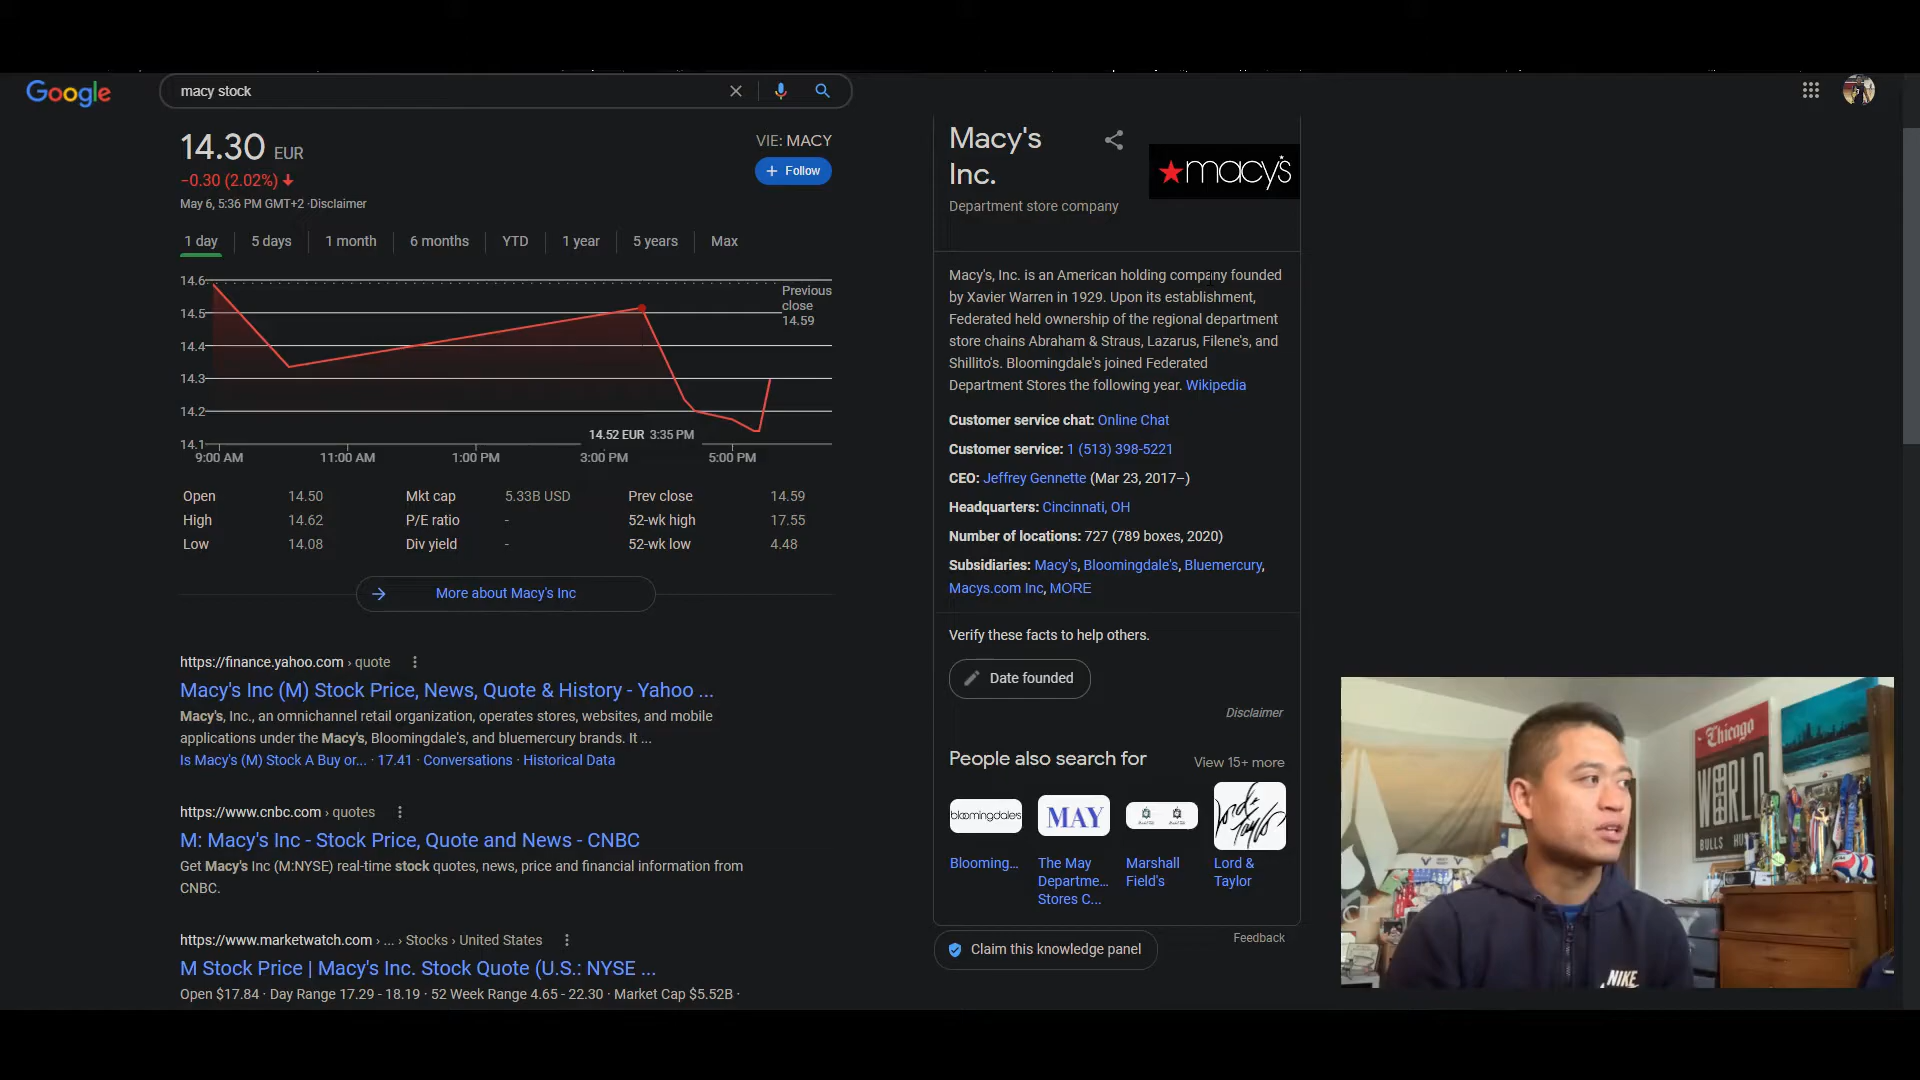 Google
macy stock
14.30 EUR
VIE: MACY
−0.30 (2.02%)
+ Follow
May 6, 5:36 PM GMT+2 · Disclaimer
1 day
5 days
1 month
6 months
YTD
1 year
5 years
Max
14.6
14.5
14.4
14.3
14.2
14.1
Previous
close
14.59
14.52 EUR 3:35 PM
9:00 AM
11:00 AM
1:00 PM
3:00 PM
5:00 PM
Open 14.50 Mkt cap 5.33B USD Prev close 14.59
High 14.62 P/E ratio - 52-wk high 17.55
Low 14.08 Div yield - 52-wk low 4.48
More about Macy's Inc
https://finance.yahoo.com › quote
Macy's Inc (M) Stock Price, News, Quote & History - Yahoo ...
Macy's, Inc., an omnichannel retail organization, operates stores, websites, and mobile
applications under the Macy's, Bloomingdale's, and bluemercury brands. It ...
Is Macy's (M) Stock A Buy or... · 17.41 · Conversations · Historical Data
https://www.cnbc.com › quotes
M: Macy's Inc - Stock Price, Quote and News - CNBC
Get Macy's Inc (M:NYSE) real-time stock quotes, news, price and financial information from
CNBC.
https://www.marketwatch.com › ... › Stocks › United States
M Stock Price | Macy's Inc. Stock Quote (U.S.: NYSE ...
Open $17.84 · Day Range 17.29 - 18.19 · 52 Week Range 4.65 - 22.30 · Market Cap $5.52B ·
Macy's
Inc.
macy's
Department store company
Macy's, Inc. is an American holding company founded
by Xavier Warren in 1929. Upon its establishment,
Federated held ownership of the regional department
store chains Abraham & Straus, Lazarus, Filene's, and
Shillito's. Bloomingdale's joined Federated
Department Stores the following year. Wikipedia
Customer service chat: Online Chat
Customer service: 1 (513) 398-5221
CEO: Jeffrey Gennette (Mar 23, 2017–)
Headquarters: Cincinnati, OH
Number of locations: 727 (789 boxes, 2020)
Subsidiaries: Macy's, Bloomingdale's, Bluemercury,
Macys.com Inc, MORE
Verify these facts to help others.
Date founded
Disclaimer
People also search for
View 15+ more
bloomingdales
MAY
Lord & Taylor
Blooming...
The May
Departme...
Stores C...
Marshall
Field's
Lord &
Taylor
Feedback
Claim this knowledge panel
Chicago
WORLD
BULLS
NIKE